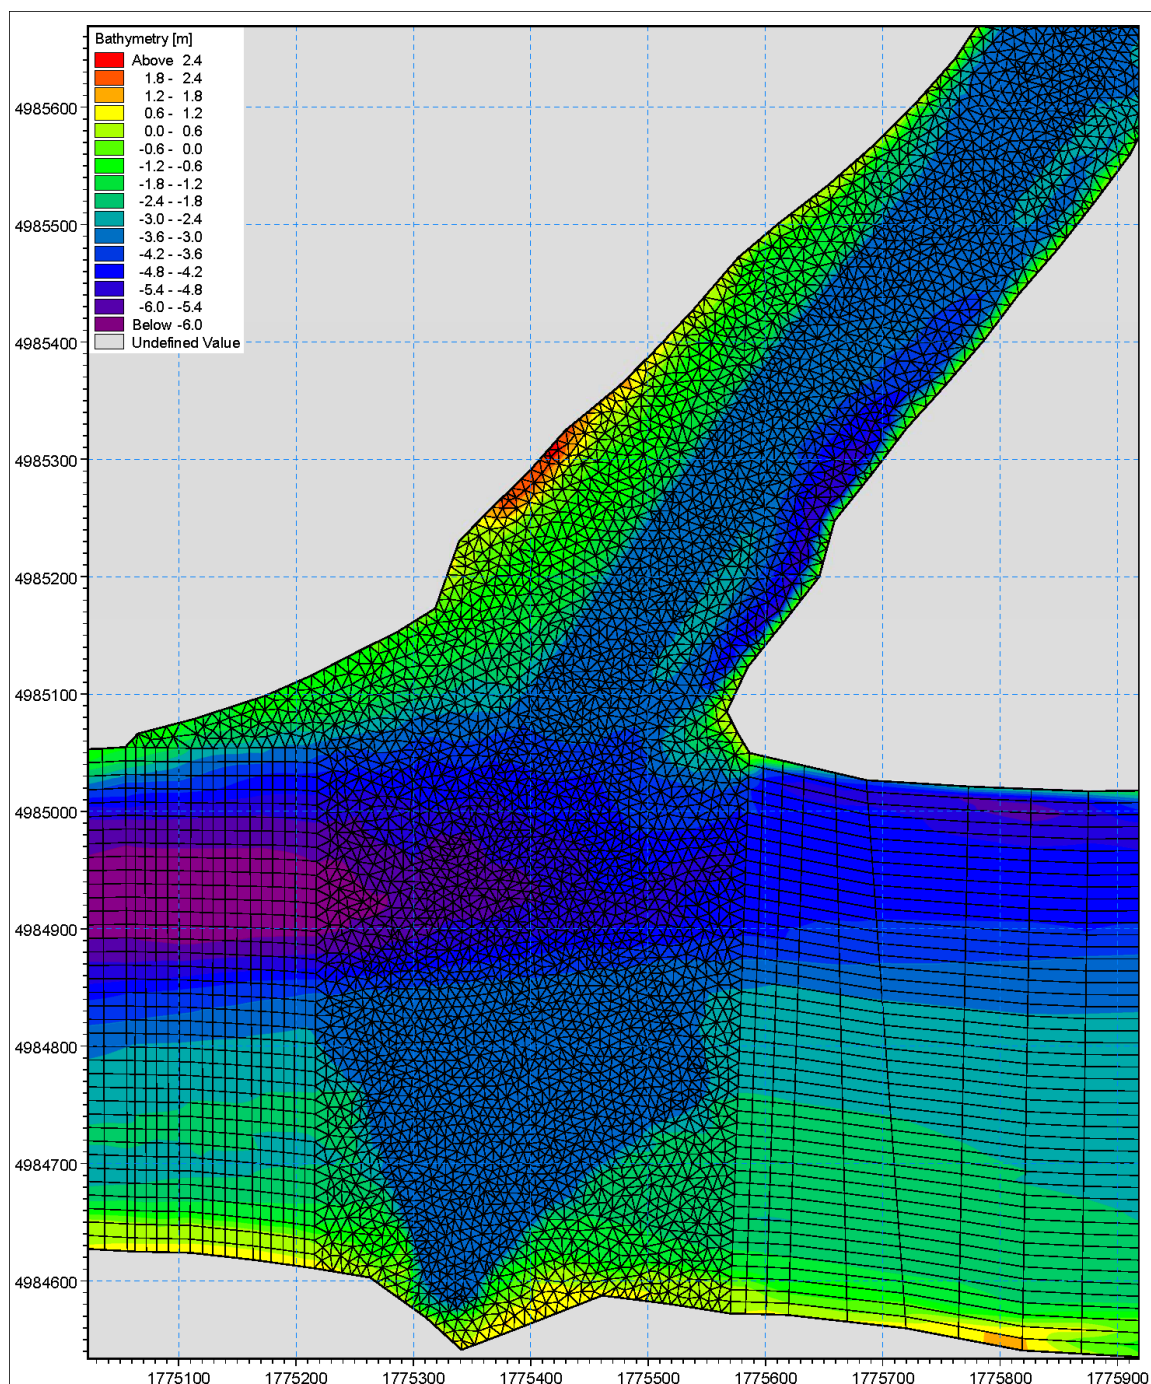 Bathymetry [m]
Above 2.4
1.8 - 2.4
1.2 - 1.8
0.6 - 1.2
0.0 - 0.6
-0.6 - 0.0
-1.2 - -0.6
-1.8 - -1.2
-2.4 - -1.8
-3.0 - -2.4
-3.6 - -3.0
-4.2 - -3.6
-4.8 - -4.2
-5.4 - -4.8
-6.0 - -5.4
Below -6.0
Undefined Value
4985600
4985500
4985400
4985300
4985200
4985100
4985000
4984900
4984800
4984700
4984600
1775100 1775200 1775300 1775400 1775500 1775600 1775700 1775800 1775900